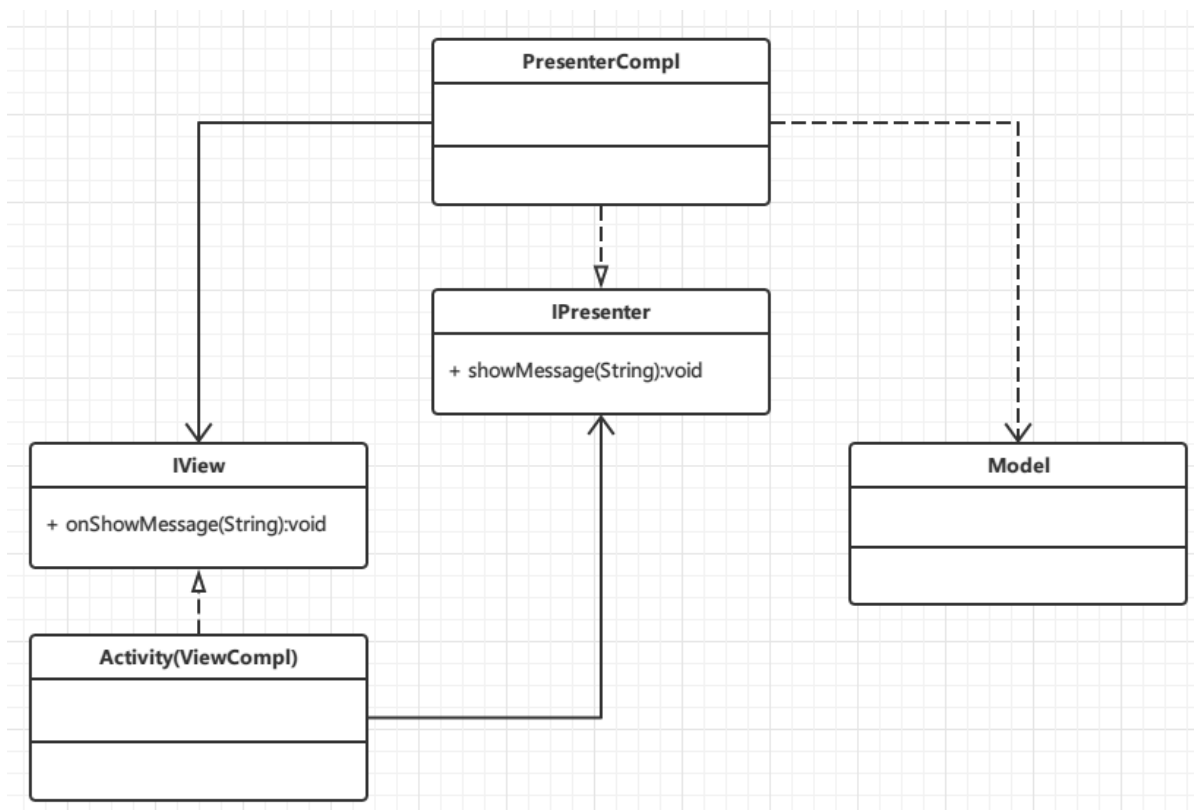 PresenterCompl
IPresenter
+ showMessage(String):void
IView
+ onShowMessage(String):void
Model
Activity(ViewCompl)